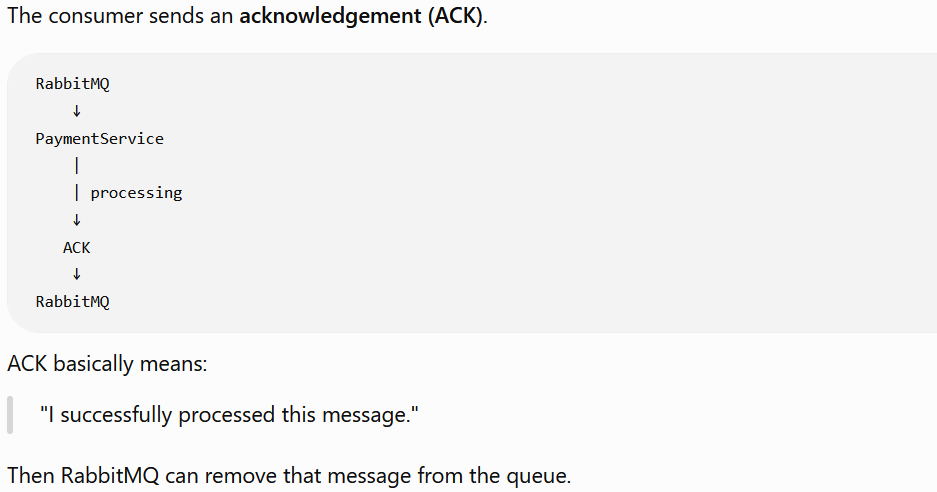 The consumer sends an acknowledgement (ACK).
RabbitMQ
↓
PaymentService
|
| processing
↓
ACK
↓
RabbitMQ
ACK basically means:
"I successfully processed this message."
Then RabbitMQ can remove that message from the queue.